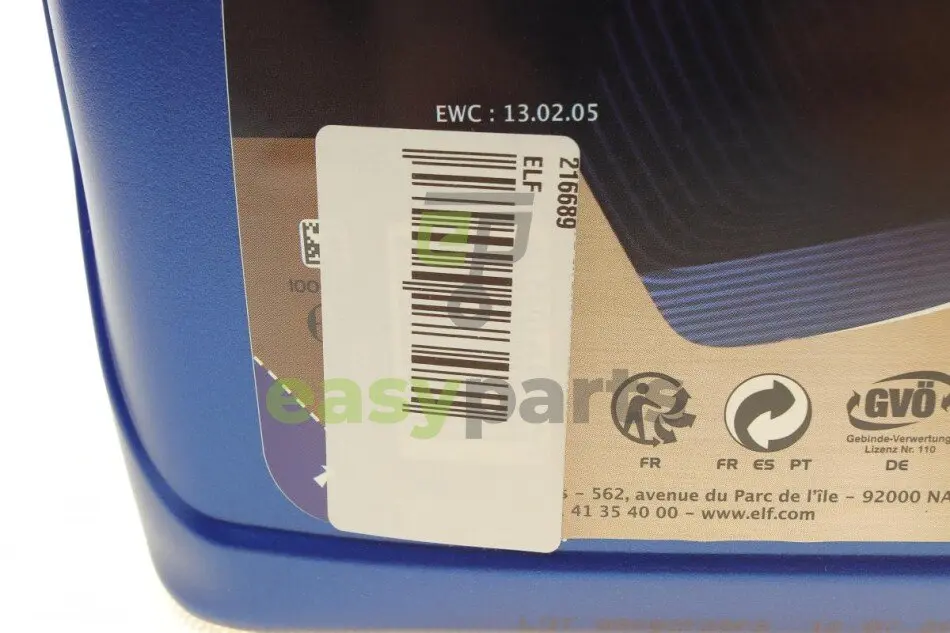 EWC : 13.02.05
216689
ELF
100
easyparts
GVÖ
Gebinde-Verwertung
Lizenz Nr. 110
FR
FR ES PT
DE
– 562, avenue du Parc de l'île – 92000
41 35 40 00 – www.elf.com